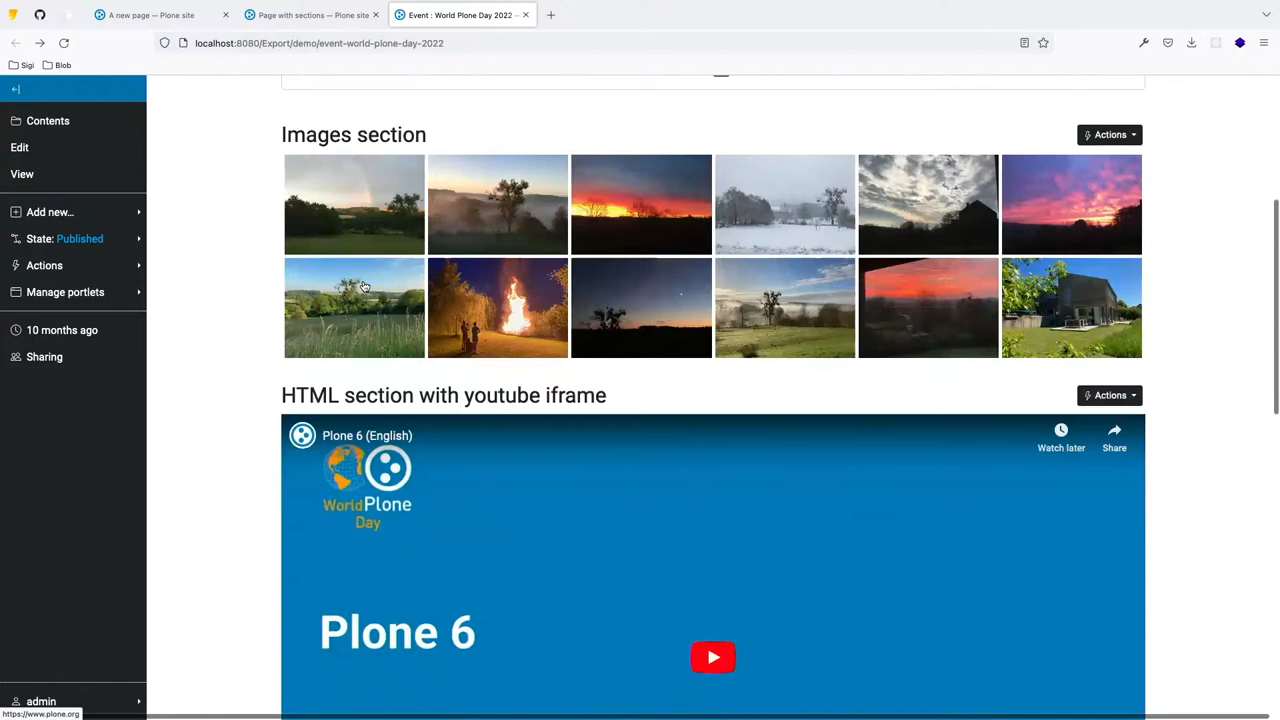 A new page — Plone site
Page with sections — Plone site
Event : World Plone Day 2022 —
localhost:8080/Export/demo/event-world-plone-day-2022
Sigi
Blob
Contents
Edit
View
Add new...
State: Published
Actions
Manage portlets
10 months ago
Sharing
admin
https://www.plone.org
Images section
Actions
HTML section with youtube iframe
Actions
Plone 6 (English)
Watch later
Share
WorldPlone
Day
Plone 6